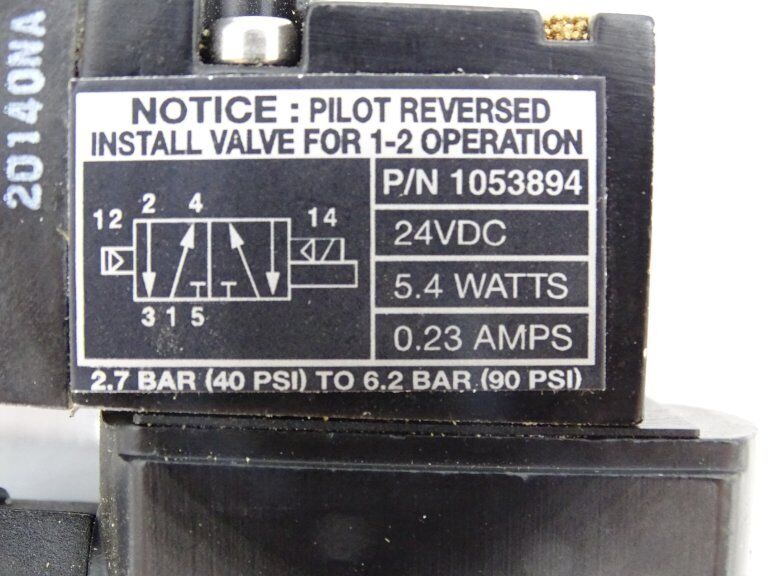 20140NA
NOTICE : PILOT REVERSED
INSTALL VALVE FOR 1-2 OPERATION
P/N 1053894
12 2 4 14
24VDC
5.4 WATTS
3 1 5
0.23 AMPS
2.7 BAR (40 PSI) TO 6.2 BAR (90 PSI)